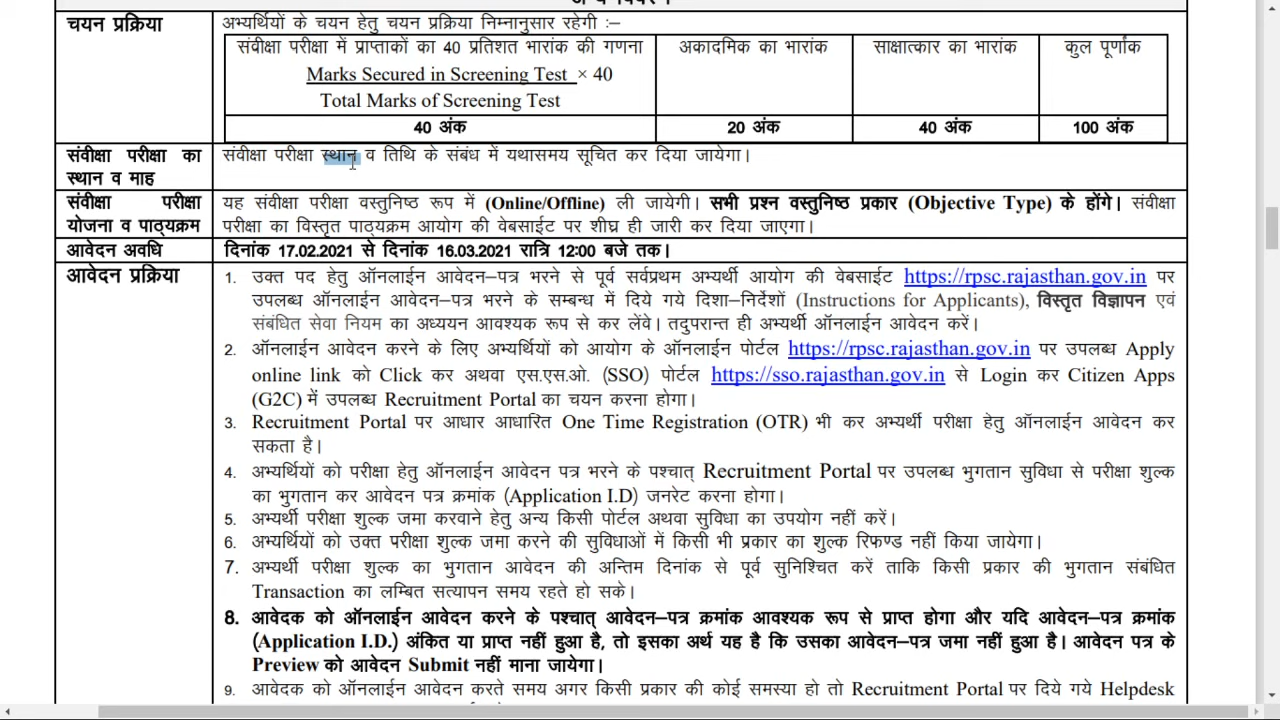 चयन प्रक्रिया
अभ्यर्थियों के चयन हेतु चयन प्रक्रिया निम्नानुसार रहेगी :–
संवीक्षा परीक्षा में प्राप्ताकों का 40 प्रतिशत भारांक की गणना
Marks Secured in Screening Test × 40
Total Marks of Screening Test
अकादमिक का भारांक
साक्षात्कार का भारांक
कुल पूर्णांक
40 अंक
20 अंक
40 अंक
100 अंक
संवीक्षा परीक्षा का
स्थान व माह
संवीक्षा परीक्षा स्थान व तिथि के संबंध में यथासमय सूचित कर दिया जायेगा।
संवीक्षा परीक्षा
योजना व पाठ्यक्रम
यह संवीक्षा परीक्षा वस्तुनिष्ठ रूप में (Online/Offline) ली जायेगी। सभी प्रश्न वस्तुनिष्ठ प्रकार (Objective Type) के होंगे। संवीक्षा
परीक्षा का विस्तृत पाठ्यक्रम आयोग की वेबसाईट पर शीघ्र ही जारी कर दिया जाएगा।
आवेदन अवधि
दिनांक 17.02.2021 से दिनांक 16.03.2021 रात्रि 12:00 बजे तक।
आवेदन प्रक्रिया
1. उक्त पद हेतु ऑनलाईन आवेदन–पत्र भरने से पूर्व सर्वप्रथम अभ्यर्थी आयोग की वेबसाईट https://rpsc.rajasthan.gov.in पर
उपलब्ध ऑनलाईन आवेदन–पत्र भरने के सम्बन्ध में दिये गये दिशा–निर्देशों (Instructions for Applicants), विस्तृत विज्ञापन एवं
संबंधित सेवा नियम का अध्ययन आवश्यक रूप से कर लेंवे। तदुपरान्त ही अभ्यर्थी ऑनलाईन आवेदन करें।
2. ऑनलाईन आवेदन करने के लिए अभ्यर्थियों को आयोग के ऑनलाईन पोर्टल https://rpsc.rajasthan.gov.in पर उपलब्ध Apply
online link को Click कर अथवा एस.एस.ओ. (SSO) पोर्टल https://sso.rajasthan.gov.in से Login कर Citizen Apps
(G2C) में उपलब्ध Recruitment Portal का चयन करना होगा।
3. Recruitment Portal पर आधार आधारित One Time Registration (OTR) भी कर अभ्यर्थी परीक्षा हेतु ऑनलाईन आवेदन कर
सकता है।
4. अभ्यर्थियों को परीक्षा हेतु ऑनलाईन आवेदन पत्र भरने के पश्चात् Recruitment Portal पर उपलब्ध भुगतान सुविधा से परीक्षा शुल्क
का भुगतान कर आवेदन पत्र क्रमांक (Application I.D) जनरेट करना होगा।
5. अभ्यर्थी परीक्षा शुल्क जमा करवाने हेतु अन्य किसी पोर्टल अथवा सुविधा का उपयोग नहीं करें।
6. अभ्यर्थियों को उक्त परीक्षा शुल्क जमा करने की सुविधाओं में किसी भी प्रकार का शुल्क रिफण्ड नहीं किया जायेगा।
7. अभ्यर्थी परीक्षा शुल्क का भुगतान आवेदन की अन्तिम दिनांक से पूर्व सुनिश्चित करें ताकि किसी प्रकार की भुगतान संबंधित
Transaction का लम्बित सत्यापन समय रहते हो सके।
8. आवेदक को ऑनलाईन आवेदन करने के पश्चात् आवेदन–पत्र क्रमांक आवश्यक रूप से प्राप्त होगा और यदि आवेदन–पत्र क्रमांक
(Application I.D.) अंकित या प्राप्त नहीं हुआ है, तो इसका अर्थ यह है कि उसका आवेदन–पत्र जमा नहीं हुआ है। आवेदन पत्र के
Preview को आवेदन Submit नहीं माना जायेगा।
9. आवेदक को ऑनलाईन आवेदन करते समय अगर किसी प्रकार की कोई समस्या हो तो Recruitment Portal पर दिये गये Helpdesk